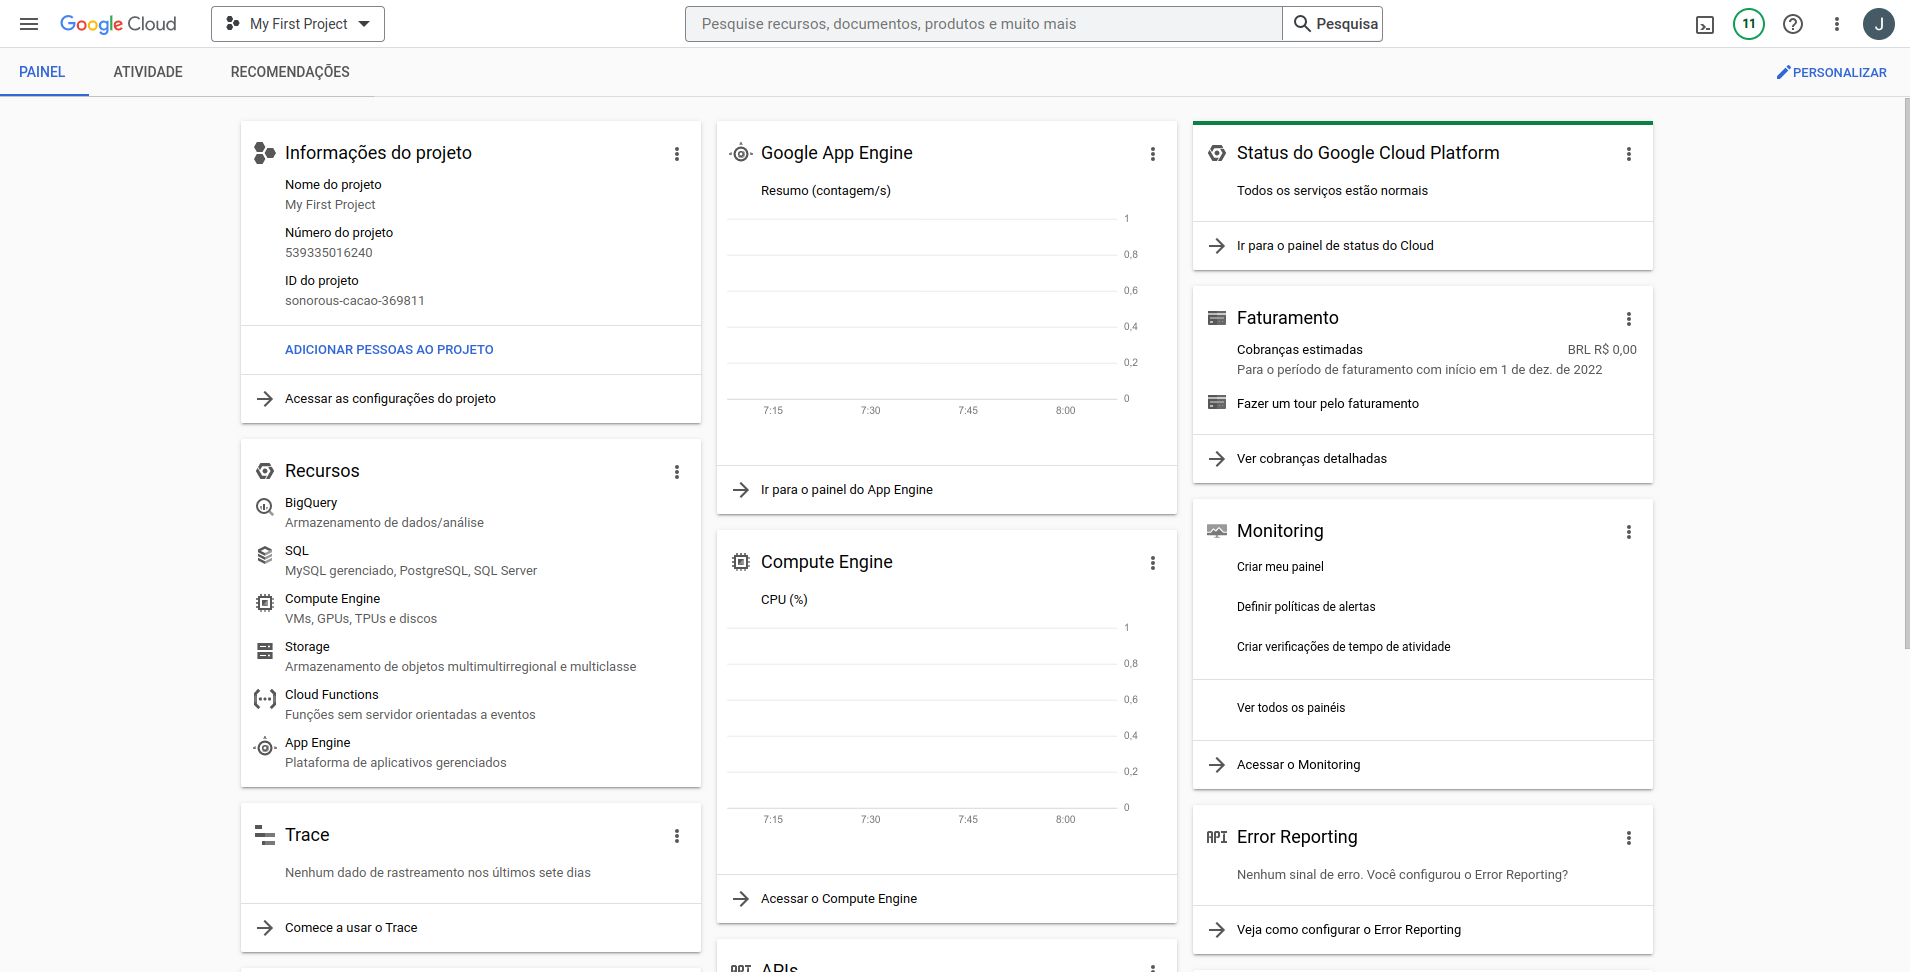 Google Cloud
My First Project
Pesquise recursos, documentos, produtos e muito mais
Pesquisa
11
J
PAINEL
ATIVIDADE
RECOMENDAÇÕES
PERSONALIZAR
Informações do projeto
Nome do projeto
My First Project
Número do projeto
539335016240
ID do projeto
sonorous-cacao-369811
ADICIONAR PESSOAS AO PROJETO
Acessar as configurações do projeto
Recursos
BigQuery
Armazenamento de dados/análise
SQL
MySQL gerenciado, PostgreSQL, SQL Server
Compute Engine
VMs, GPUs, TPUs e discos
Storage
Armazenamento de objetos multimultirregional e multiclasse
Cloud Functions
Funções sem servidor orientadas a eventos
App Engine
Plataforma de aplicativos gerenciados
Trace
Nenhum dado de rastreamento nos últimos sete dias
Comece a usar o Trace
Google App Engine
Resumo (contagem/s)
1
0,8
0,6
0,4
0,2
0
7:15 7:30 7:45 8:00
Ir para o painel do App Engine
Compute Engine
CPU (%)
1
0,8
0,6
0,4
0,2
0
7:15 7:30 7:45 8:00
Acessar o Compute Engine
API APIs
Status do Google Cloud Platform
Todos os serviços estão normais
Ir para o painel de status do Cloud
Faturamento
Cobranças estimadas BRL R$ 0,00
Para o período de faturamento com início em 1 de dez. de 2022
Fazer um tour pelo faturamento
Ver cobranças detalhadas
Monitoring
Criar meu painel
Definir políticas de alertas
Criar verificações de tempo de atividade
Ver todos os painéis
Acessar o Monitoring
API Error Reporting
Nenhum sinal de erro. Você configurou o Error Reporting?
Veja como configurar o Error Reporting